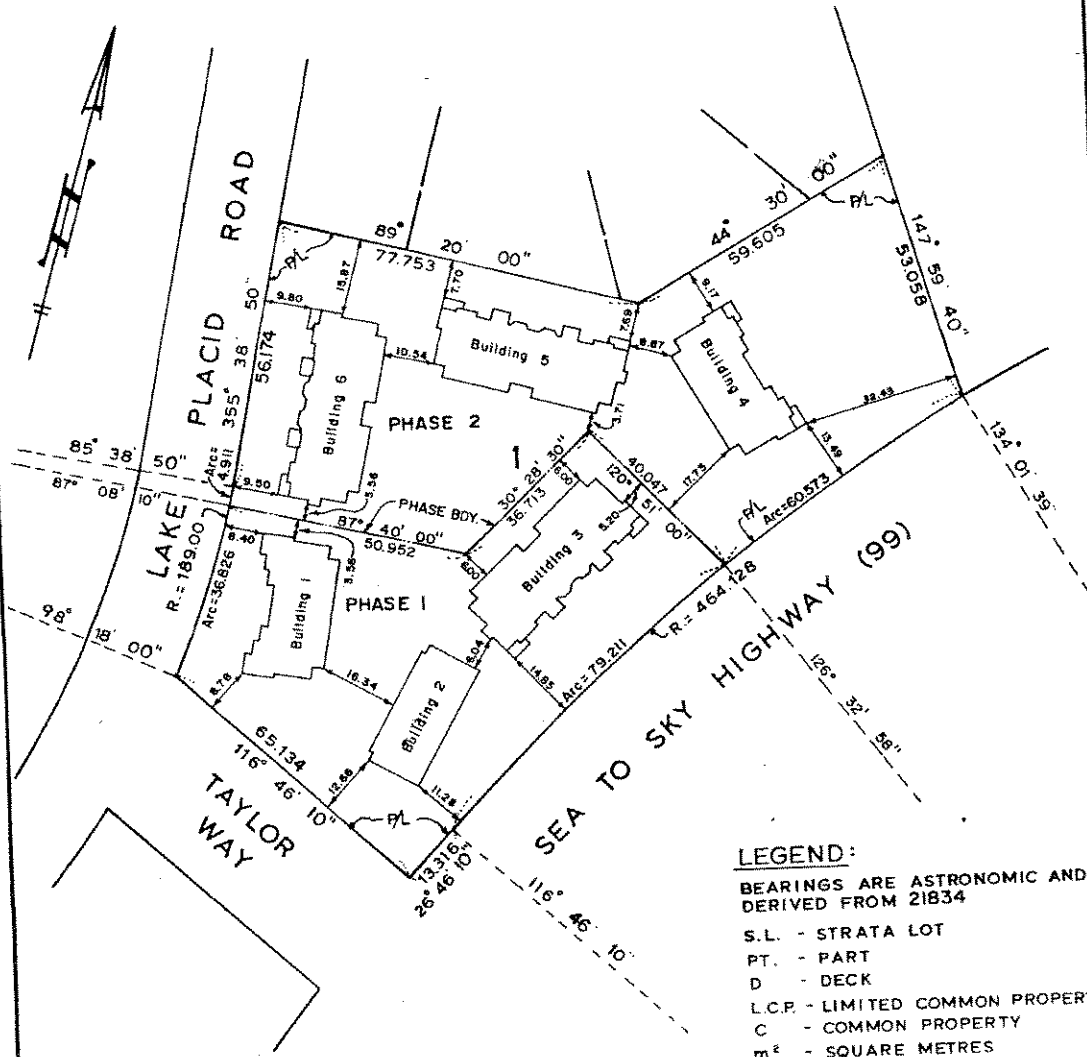 LAKE PLACID ROAD
P/L
89° 20' 00"
77.753
44° 30' 00"
59.605
P/L
147° 59' 40"
53.058
355° 38' 50"
56.174
9.80
15.87
7.70
7.69
9.17
8.87
10.54
Building 6
Building 5
Building 4
32.43
13.49
3.71
PHASE 2
1
85° 38' 50"
87° 08' 10"
Arc=
4.911
9.50
3.56
PHASE BDY.
30° 28' 30"
36.713
6.00
40.047
120° 51' 00"
5.20
17.73
P/L
Arc=60.573
134° 01' 39"
R.=189.00
87° 40' 00"
50.952
6.00
8.40
3.56
Arc=36.826
Building 1
PHASE 1
Building 3
98° 18' 00"
R.=464.128
Arc=79.211
SEA TO SKY HIGHWAY (99)
8.78
16.34
6.04
14.85
Building 2
126° 32' 58"
65.134
116° 46' 10"
12.66
11.28
P/L
TAYLOR
WAY
13.316
26° 46' 10"
116° 46' 10"
LEGEND:
BEARINGS ARE ASTRONOMIC AND
DERIVED FROM 21834
S.L. - STRATA LOT
PT. - PART
D - DECK
L.C.P. - LIMITED COMMON PROPER
C - COMMON PROPERTY
m² - SQUARE METRES